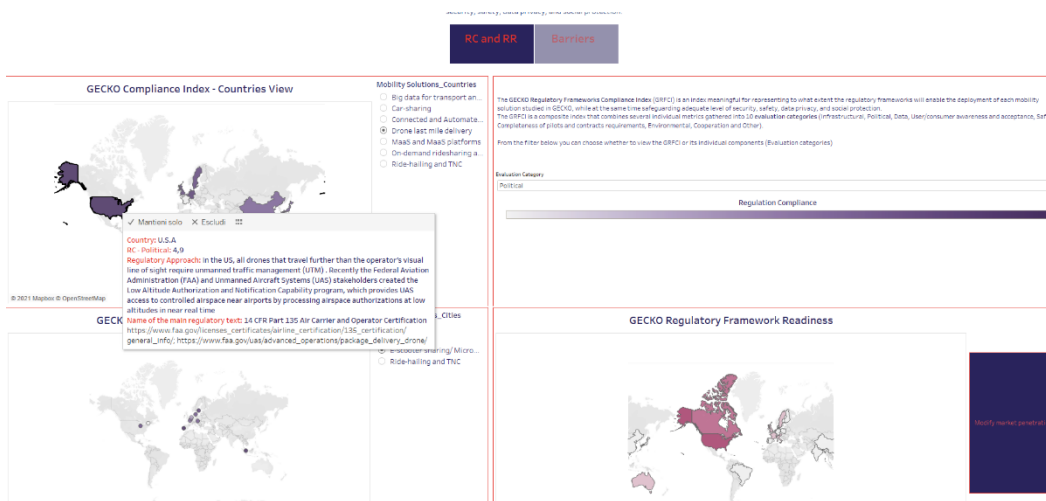 security, safety, data privacy, and social protection.
RC and RR
Barriers
GECKO Compliance Index - Countries View
Mobility Solutions_Countries
Big data for transport an...
Car-sharing
Connected and Automate...
Drone last mile delivery
MaaS and MaaS platforms
On-demand ridesharing a...
Ride-hailing and TNC
✓ Mantieni solo ✕ Escludi
Country: U.S.A
RC - Political: 4,9
Regulatory Approach: In the US, all drones that travel further than the operator's visual
line of sight require unmanned traffic management (UTM) . Recently the Federal Aviation
Administration (FAA) and Unmanned Aircraft Systems (UAS) stakeholders created the
Low Altitude Authorization and Notification Capability program, which provides UAS
access to controlled airspace near airports by processing airspace authorizations at low
altitudes in near real time
Name of the main regulatory text: 14 CFR Part 135 Air Carrier and Operator Certification
https://www.faa.gov/licenses_certificates/airline_certification/135_certification/
general_info/; https://www.faa.gov/uas/advanced_operations/package_delivery_drone/
© 2021 Mapbox © OpenStreetMap
The GECKO Regulatory Frameworks Compliance Index (GRFCI) is an index meaningful for representing to what extent the regulatory frameworks will enable the deployment of each mobility
solution studied in GECKO, while at the same time safeguarding adequate level of security, safety, data privacy, and social protection.
The GRFCI is a composite index that combines several individual metrics gathered into 10 evaluation categories (Infrastructural, Political, Data, User/consumer awareness and acceptance, Saf
Completeness of pilots and contracts requirements, Environmental, Cooperation and Other).
From the filter below you can choose whether to view the GRFCI or its individual components (Evaluation categories)
Evaluation Category
Political
Regulation Compliance
GECK
s_Cities
E-scooter sharing/ Micro...
Ride-hailing and TNC
GECKO Regulatory Framework Readiness
Modify market penetrati